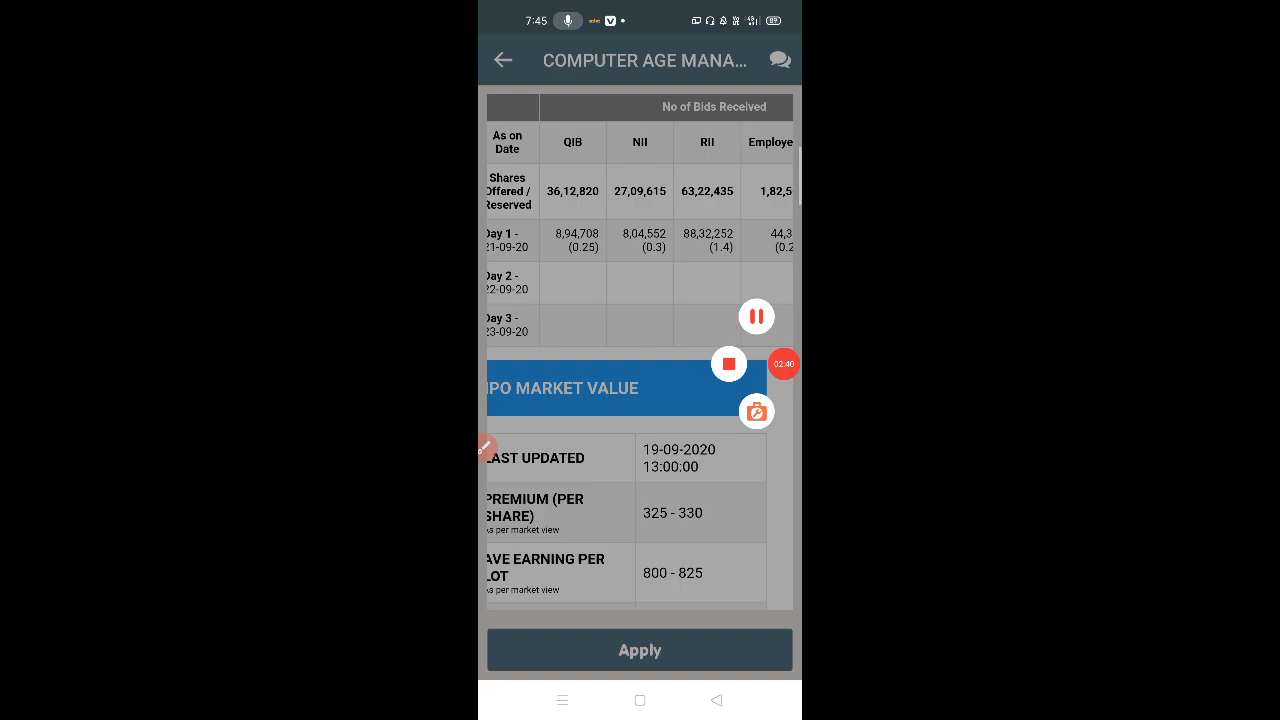 7:45
COMPUTER AGE MANA...
No of Bids Received
As on Date QIB NII RII Employe
Shares Offered / Reserved 36,12,820 27,09,615 63,22,435 1,82,5
Day 1 - 21-09-20 8,94,708 (0.25) 8,04,552 (0.3) 88,32,252 (1.4) 44,3 (0.2
Day 2 - 22-09-20
Day 3 - 23-09-20
IPO MARKET VALUE
02:40
LAST UPDATED 19-09-2020 13:00:00
PREMIUM (PER SHARE) As per market view 325 - 330
AVE EARNING PER LOT As per market view 800 - 825
Apply